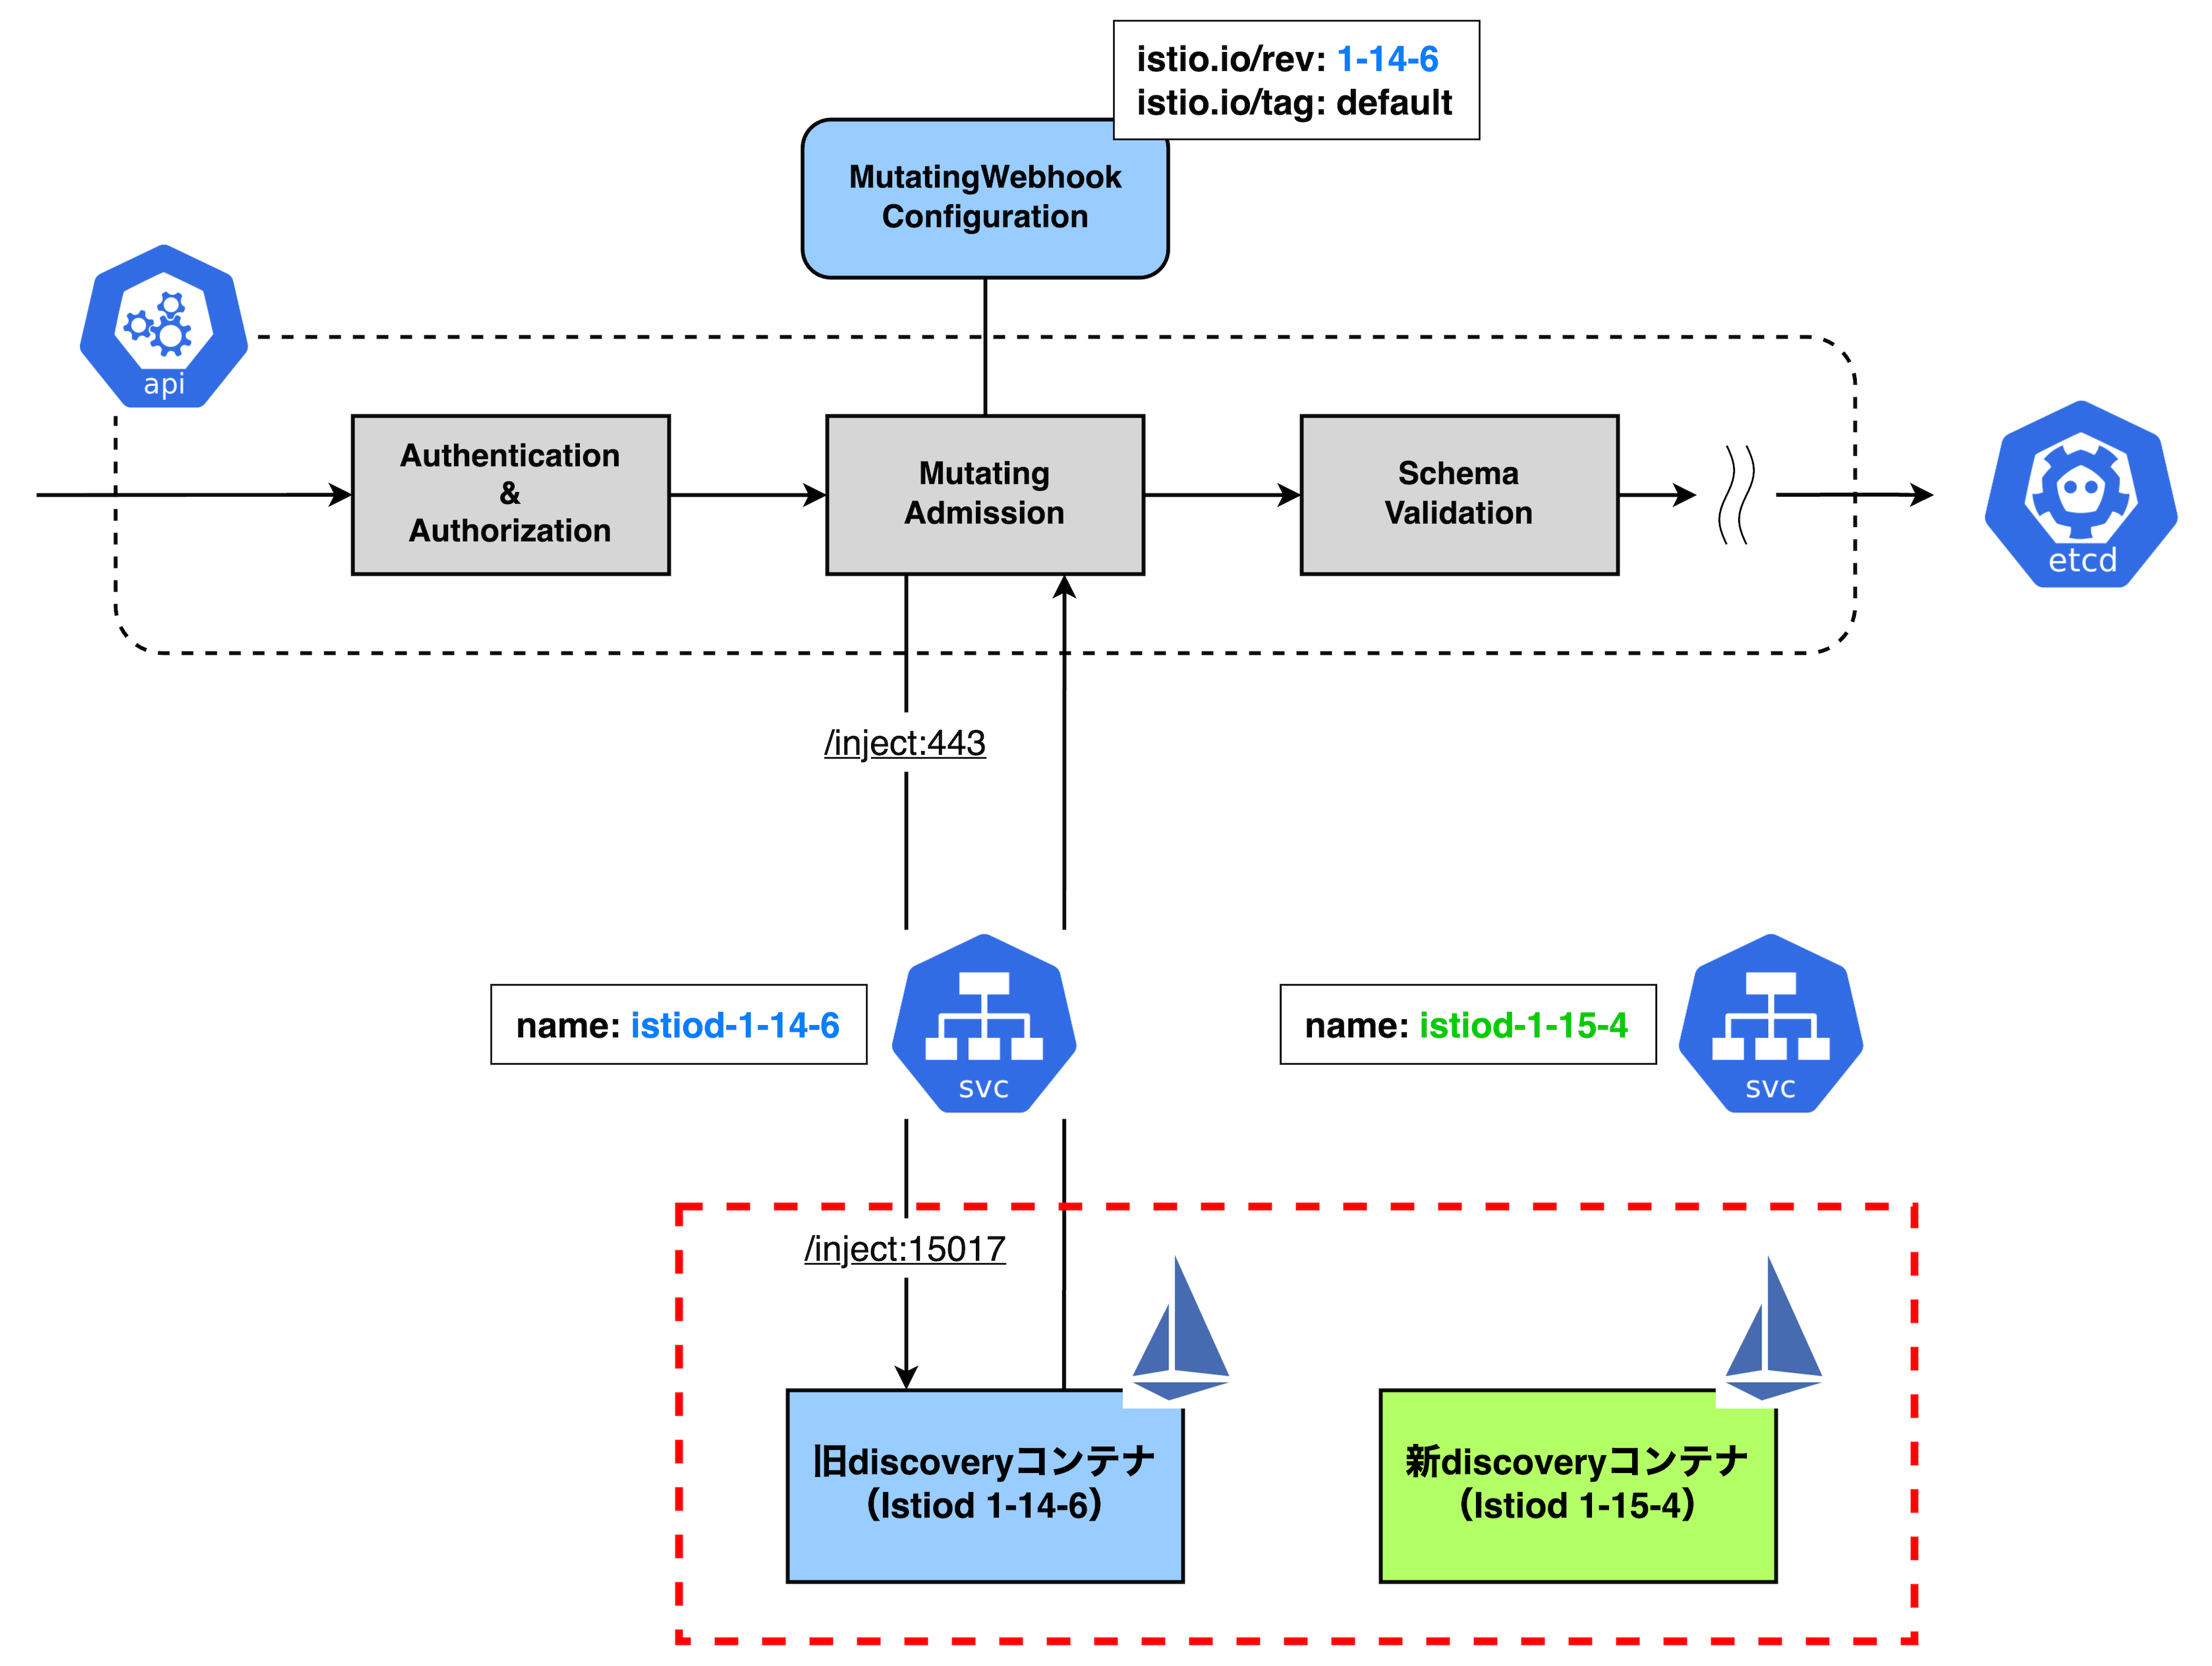 istio.io/rev: 1-14-6
istio.io/tag: default
MutatingWebhook
Configuration
api
Authentication
&
Authorization
Mutating
Admission
Schema
Validation
etcd
/inject:443
name: istiod-1-14-6
svc
name: istiod-1-15-4
svc
/inject:15017
旧discoveryコンテナ
（Istiod 1-14-6）
新discoveryコンテナ
（Istiod 1-15-4）